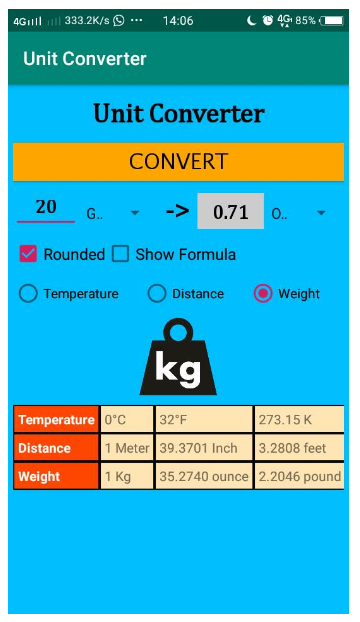 4G 333.2K/s ··· 14:06 4G 85%
Unit Converter
Unit Converter
CONVERT
20 G.. -> 0.71 O..
Rounded Show Formula
Temperature Distance Weight
kg
Temperature 0°C 32°F 273.15 K
Distance 1 Meter 39.3701 Inch 3.2808 feet
Weight 1 Kg 35.2740 ounce 2.2046 pound